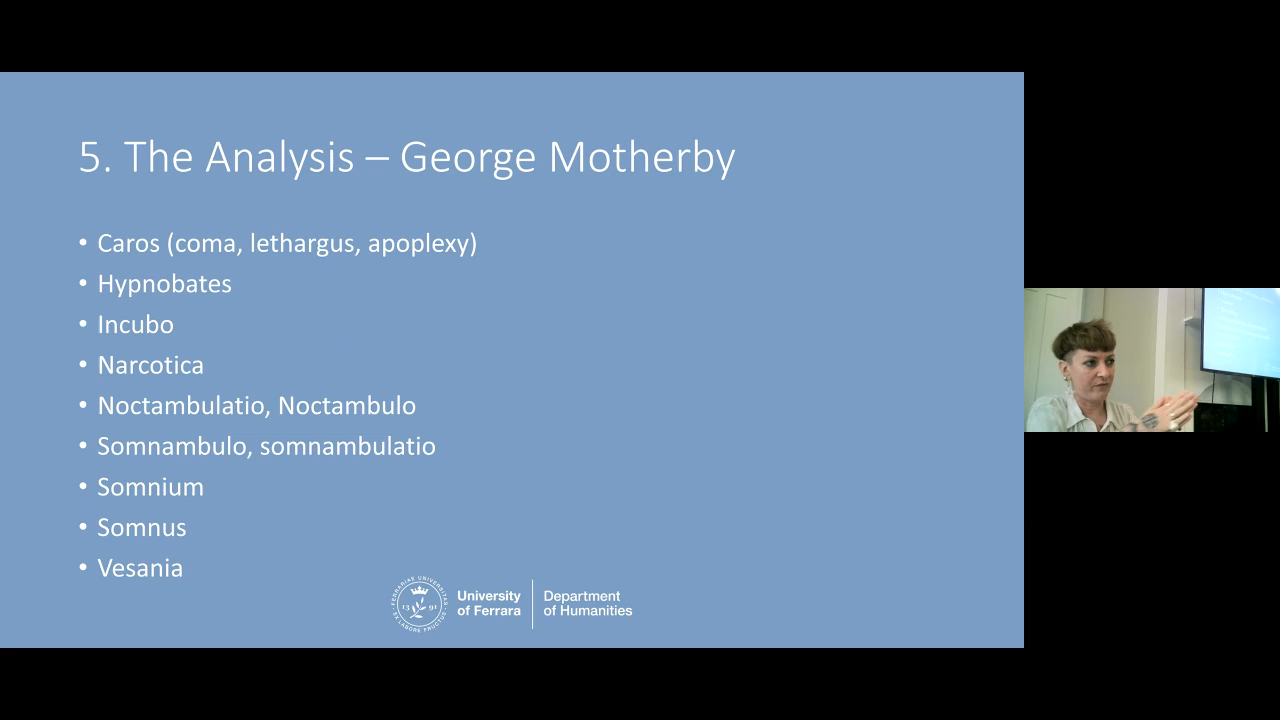 5. The Analysis – George Motherby
• Caros (coma, lethargus, apoplexy)
• Hypnobates
• Incubo
• Narcotica
• Noctambulatio, Noctambulo
• Somnambulo, somnambulatio
• Somnium
• Somnus
• Vesania
University
of Ferrara
Department
of Humanities